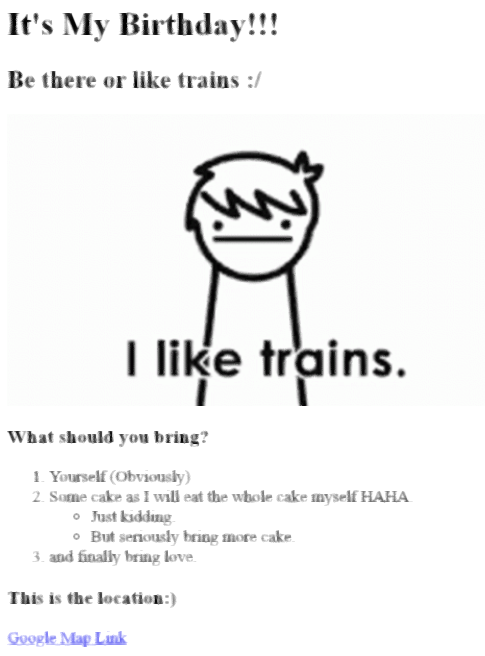 It's My Birthday!!!
Be there or like trains :/
I like trains.
What should you bring?
1. Yourself (Obviously)
2. Some cake as I will eat the whole cake myself HAHA.
○ Just kidding.
○ But seriously bring more cake.
3. and finally bring love.
This is the location:)
Google Map Link